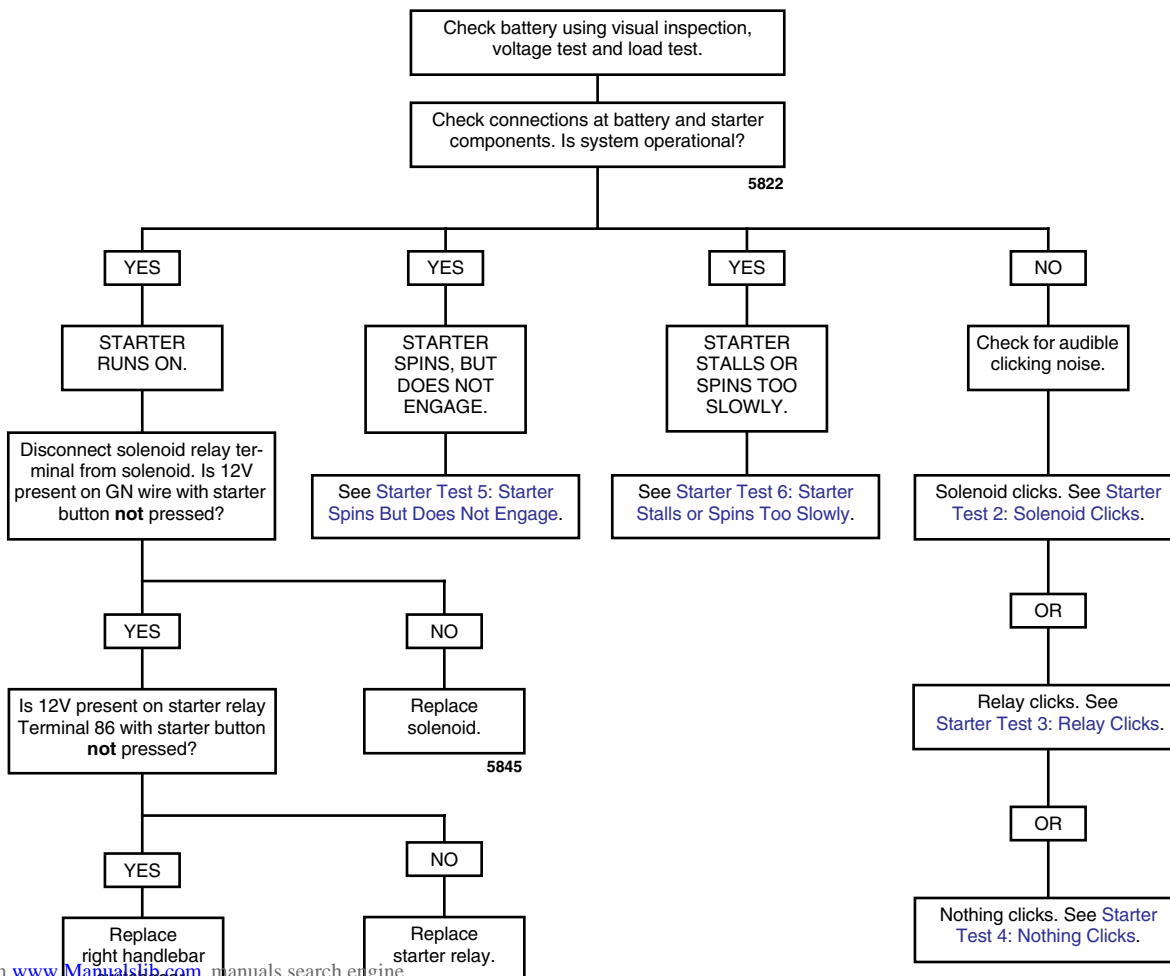 Check battery using visual inspection,
voltage test and load test.
Check connections at battery and starter
components. Is system operational?
5822
YES
YES
YES
NO
STARTER
RUNS ON.
STARTER
SPINS, BUT
DOES NOT
ENGAGE.
STARTER
STALLS OR
SPINS TOO
SLOWLY.
Check for audible
clicking noise.
Disconnect solenoid relay ter-
minal from solenoid. Is 12V
present on GN wire with starter
button not pressed?
See Starter Test 5: Starter
Spins But Does Not Engage.
See Starter Test 6: Starter
Stalls or Spins Too Slowly.
Solenoid clicks. See Starter
Test 2: Solenoid Clicks.
OR
YES
NO
Is 12V present on starter relay
Terminal 86 with starter button
not pressed?
Replace
solenoid.
5845
Relay clicks. See
Starter Test 3: Relay Clicks.
OR
YES
NO
Replace
right handlebar
Replace
starter relay.
Nothing clicks. See Starter
Test 4: Nothing Clicks.
www.Manualslib.com manuals search engine